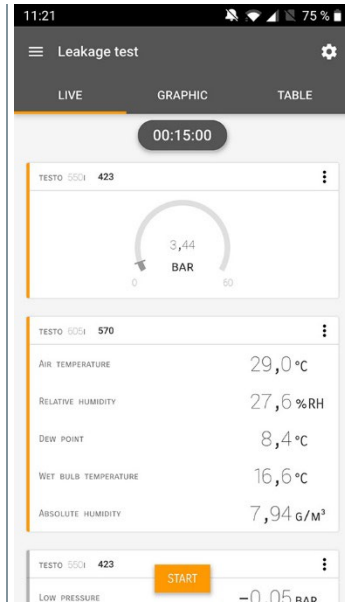 11:21 75 %
Leakage test
LIVE GRAPHIC TABLE
00:15:00
TESTO 550I 423
3,44
BAR
0 60
TESTO 605I 570
AIR TEMPERATURE 29,0 °C
RELATIVE HUMIDITY 27,6 %RH
DEW POINT 8,4 °C
WET BULB TEMPERATURE 16,6 °C
ABSOLUTE HUMIDITY 7,94 G/M³
TESTO 550I 423
START
LOW PRESSURE -0,05 BAR